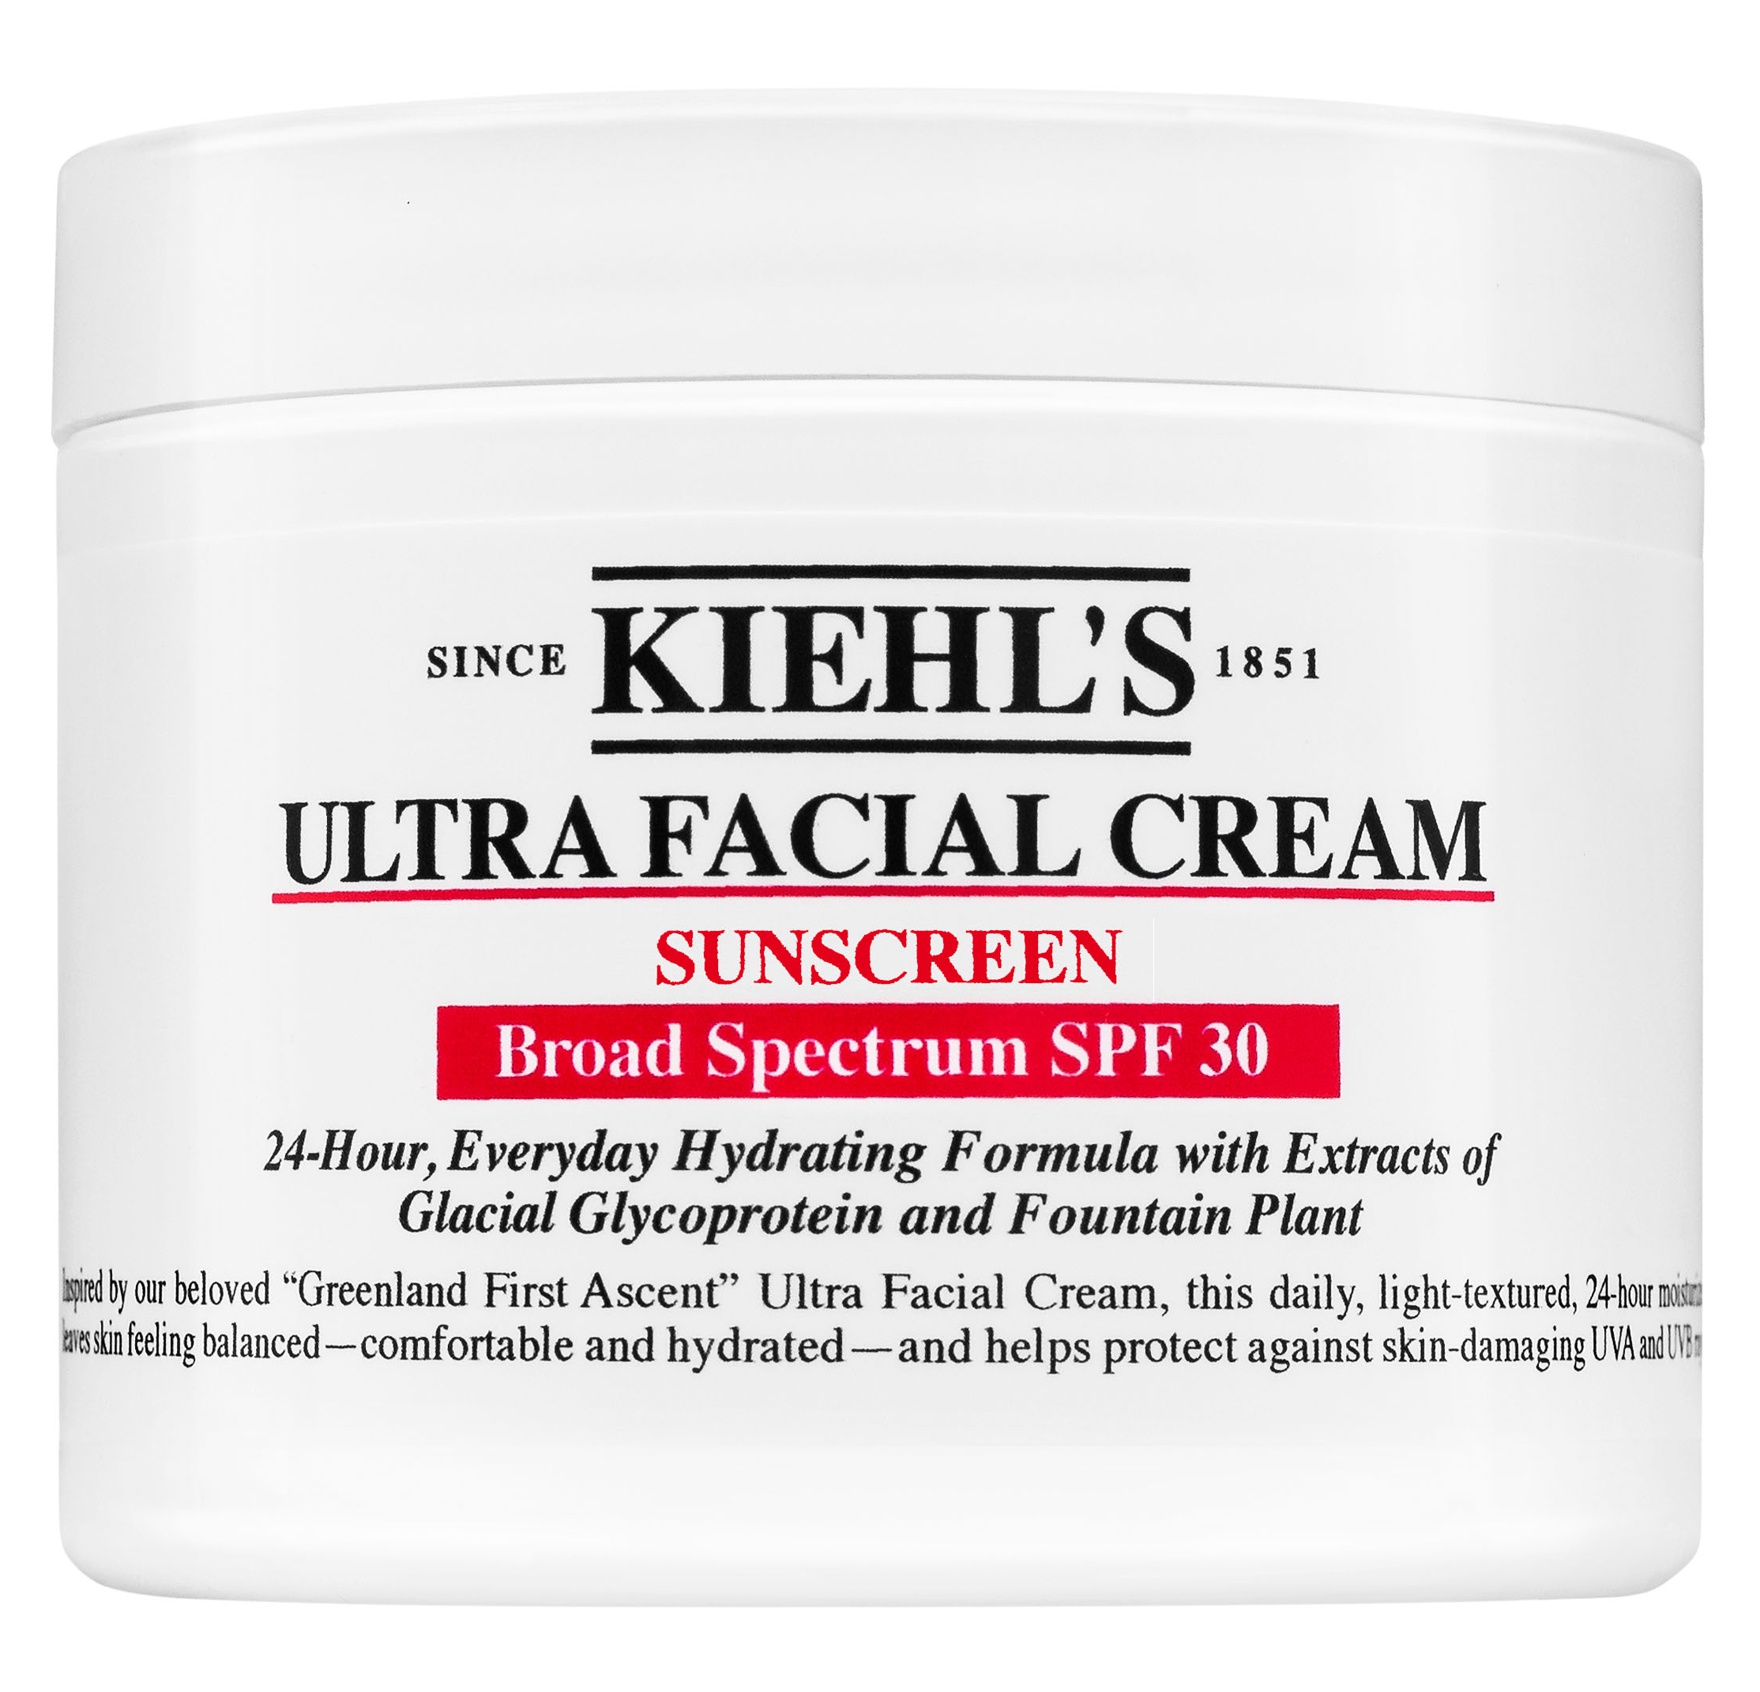 SINCE KIEHL'S 1851
ULTRA FACIAL CREAM
SUNSCREEN
Broad Spectrum SPF 30
24-Hour, Everyday Hydrating Formula with Extracts of
Glacial Glycoprotein and Fountain Plant
by our beloved “Greenland First Ascent” Ultra Facial Cream, this daily, light-textured, 24-hour
skin feeling balanced—comfortable and hydrated—and helps protect against skin-damaging UVA and UVB